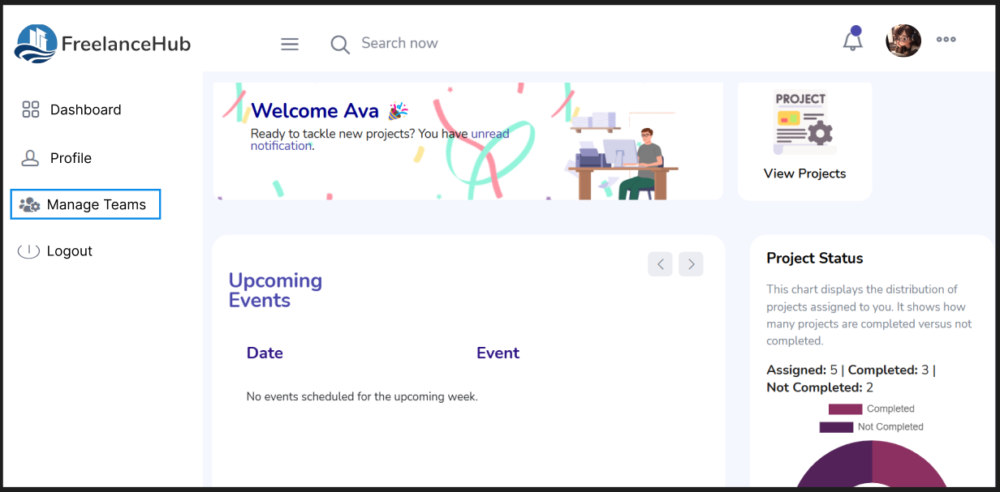 FreelanceHub
Search now
Dashboard
Profile
Manage Teams
Logout
Welcome Ava
Ready to tackle new projects? You have unread
notification.
PROJECT
View Projects
Upcoming
Events
Date Event
No events scheduled for the upcoming week.
Project Status
This chart displays the distribution of
projects assigned to you. It shows how
many projects are completed versus not
completed.
Assigned: 5 | Completed: 3 |
Not Completed: 2
Completed
Not Completed